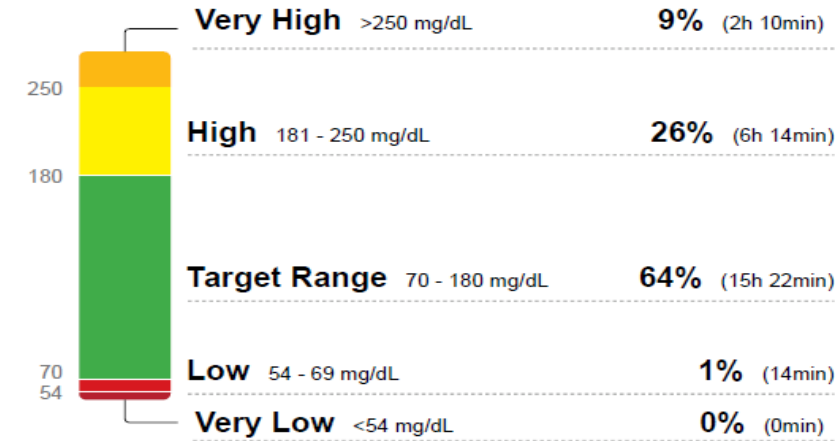 Very High >250 mg/dL 9% (2h 10min)
250
High 181 - 250 mg/dL 26% (6h 14min)
180
Target Range 70 - 180 mg/dL 64% (15h 22min)
70
Low 54 - 69 mg/dL 1% (14min)
54
Very Low <54 mg/dL 0% (0min)